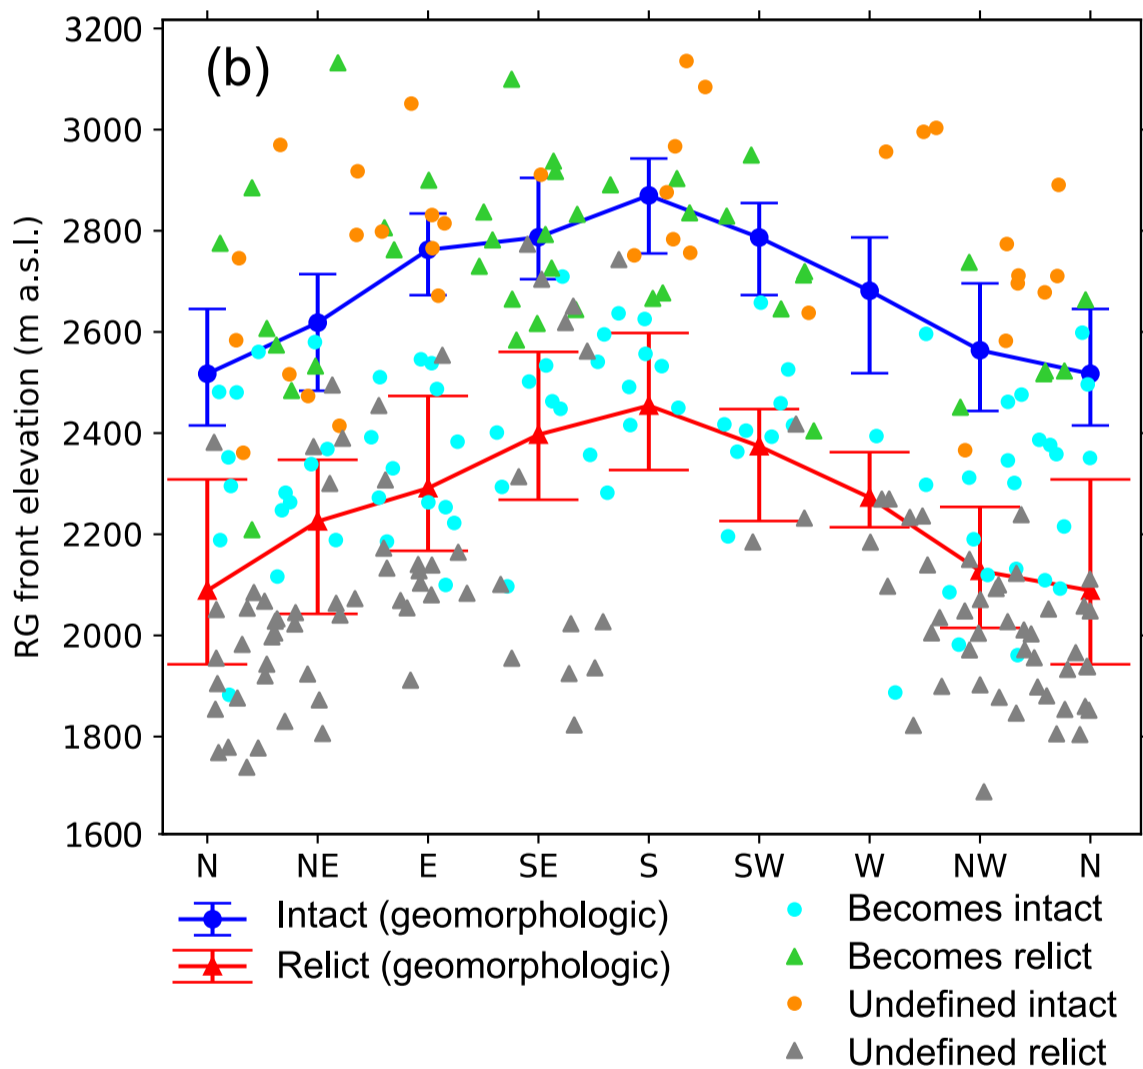 (b)
RG front elevation (m a.s.l.)
3200
3000
2800
2600
2400
2200
2000
1800
1600
N NE E SE S SW W NW N
Intact (geomorphologic)
Relict (geomorphologic)
Becomes intact
Becomes relict
Undefined intact
Undefined relict